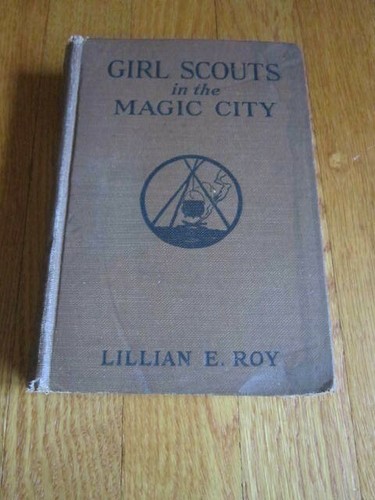 GIRL SCOUTS
in the
MAGIC CITY
LILLIAN E. ROY